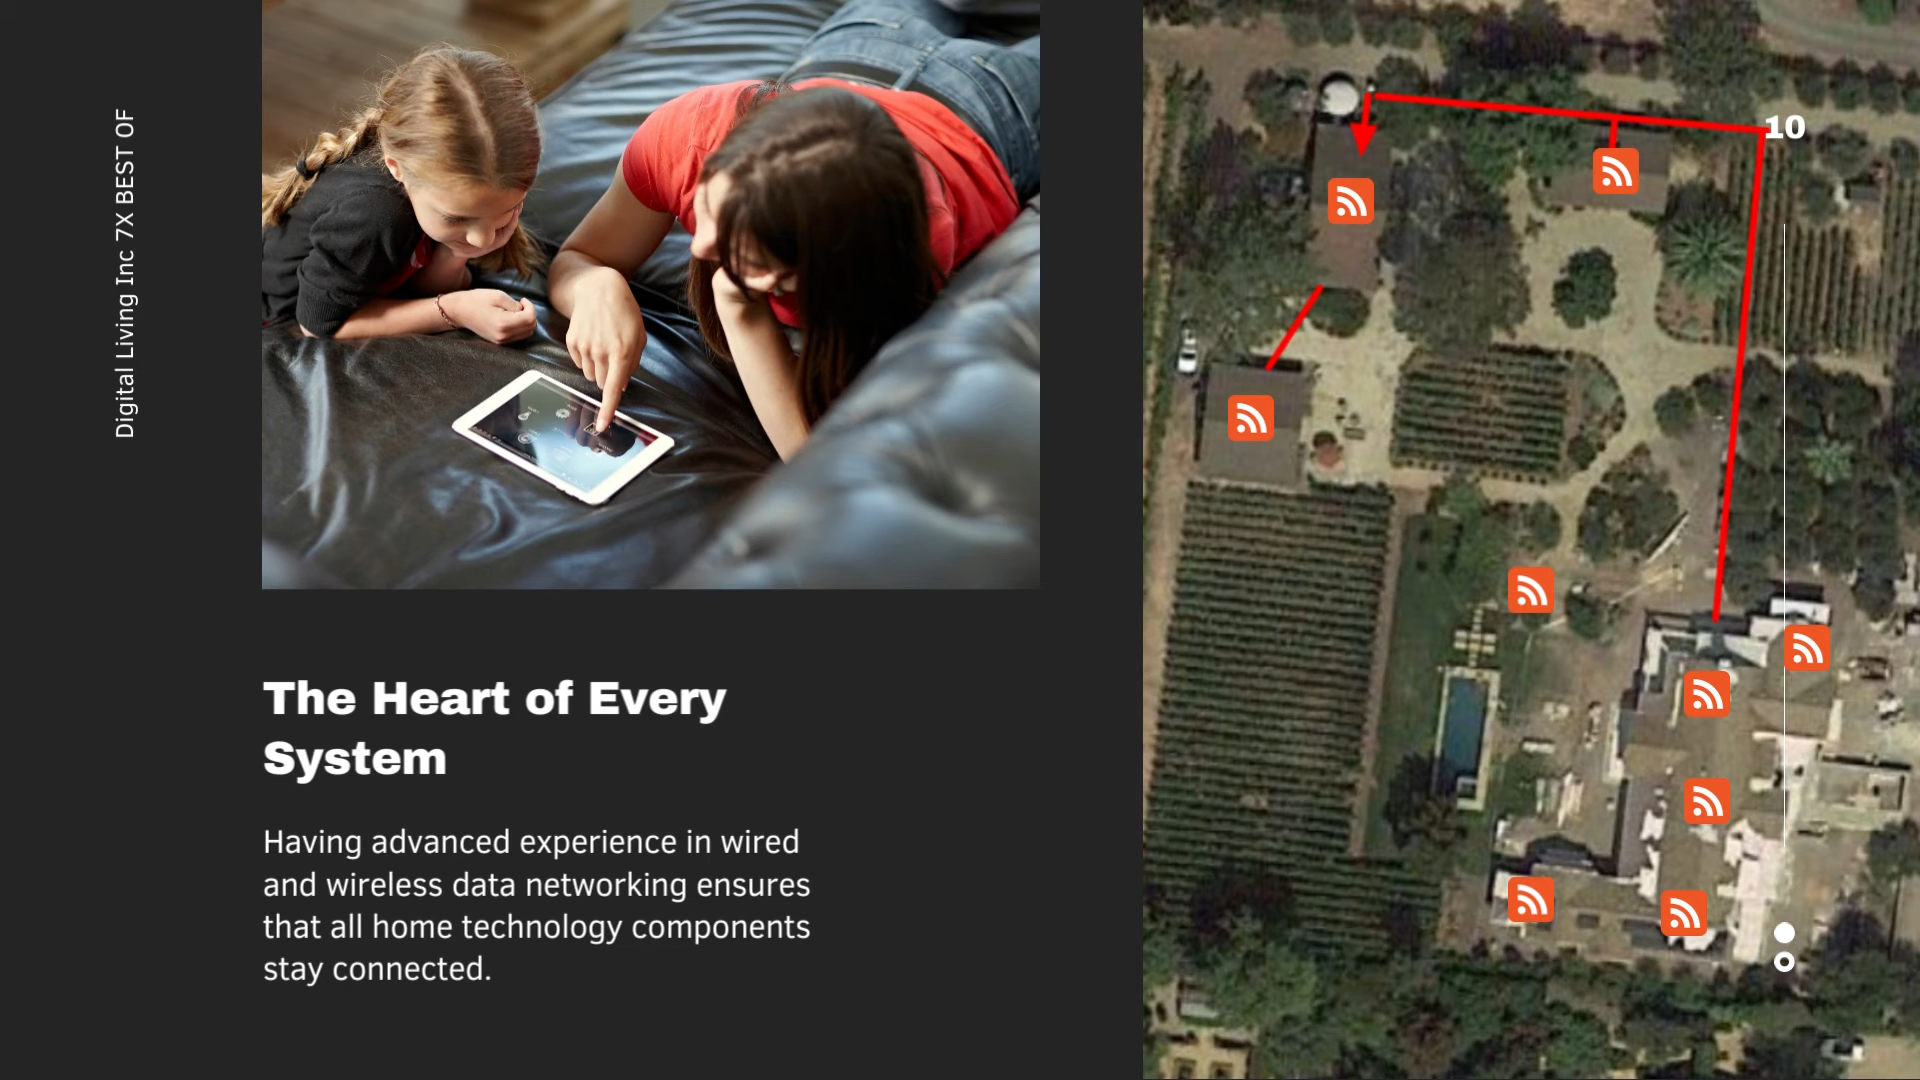 Digital Living Inc 7X BEST OF
10
The Heart of Every
System
Having advanced experience in wired
and wireless data networking ensures
that all home technology components
stay connected.